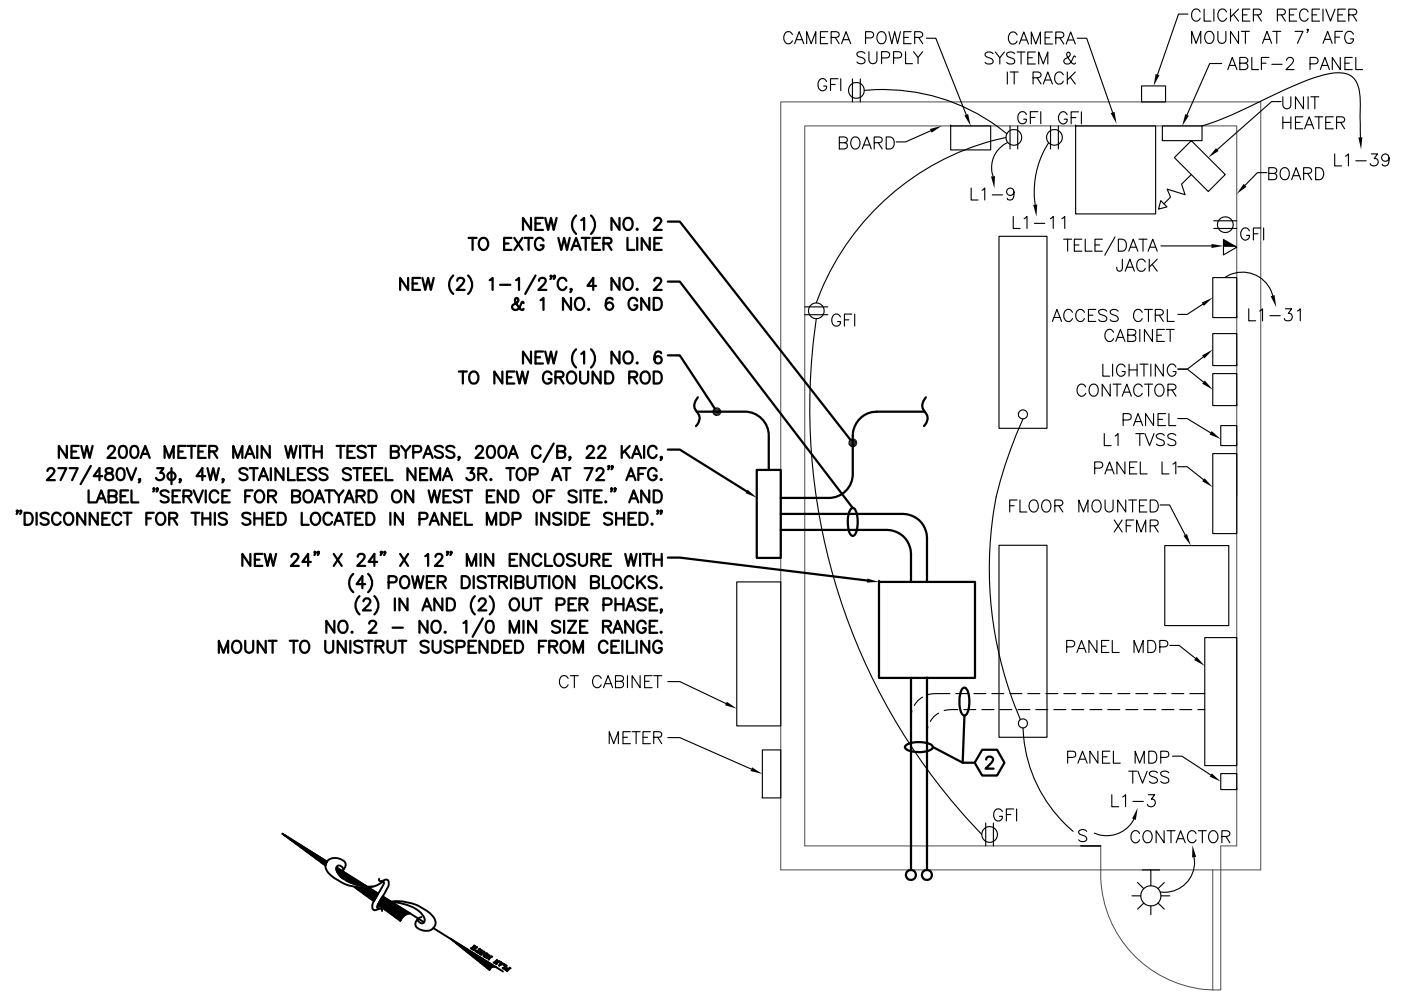 CLICKER RECEIVER
MOUNT AT 7' AFG
CAMERA POWER
SUPPLY
CAMERA
SYSTEM &
IT RACK
ABLF-2 PANEL
GFI
UNIT
HEATER
GFI
GFI
BOARD
L1-39
BOARD
L1-9
L1-11
NEW (1) NO. 2
TO EXTG WATER LINE
GFI
TELE/DATA
JACK
NEW (2) 1-1/2"C, 4 NO. 2
& 1 NO. 6 GND
GFI
ACCESS CTRL
CABINET
L1-31
NEW (1) NO. 6
TO NEW GROUND ROD
LIGHTING
CONTACTOR
PANEL
L1 TVSS
NEW 200A METER MAIN WITH TEST BYPASS, 200A C/B, 22 KAIC,
277/480V, 3ϕ, 4W, STAINLESS STEEL NEMA 3R. TOP AT 72" AFG.
LABEL "SERVICE FOR BOATYARD ON WEST END OF SITE." AND
"DISCONNECT FOR THIS SHED LOCATED IN PANEL MDP INSIDE SHED."
PANEL L1
FLOOR MOUNTED
XFMR
NEW 24" X 24" X 12" MIN ENCLOSURE WITH
(4) POWER DISTRIBUTION BLOCKS.
(2) IN AND (2) OUT PER PHASE,
NO. 2 - NO. 1/0 MIN SIZE RANGE.
MOUNT TO UNISTRUT SUSPENDED FROM CEILING
PANEL MDP
CT CABINET
METER
2
PANEL MDP
TVSS
L1-3
GFI
S
CONTACTOR